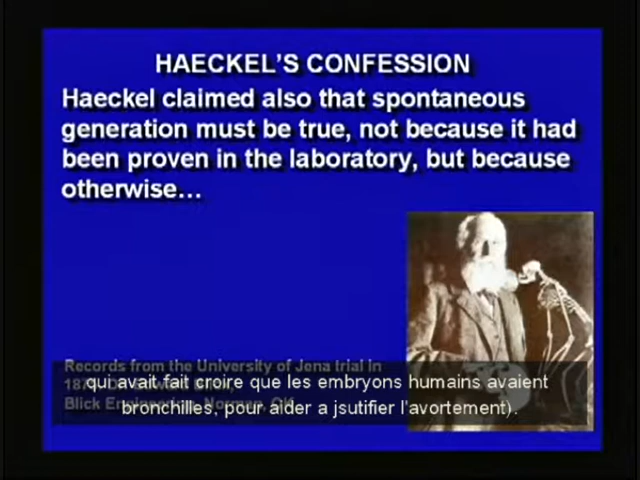 HAECKEL'S CONFESSION
Haeckel claimed also that spontaneous
generation must be true, not because it had
been proven in the laboratory, but because
otherwise…
Records from the University of Jena trial in
Blick Norman, OK
qui avait fait croire que les embryons humains avaient
bronchilles, pour aider a jsutifier l'avortement).